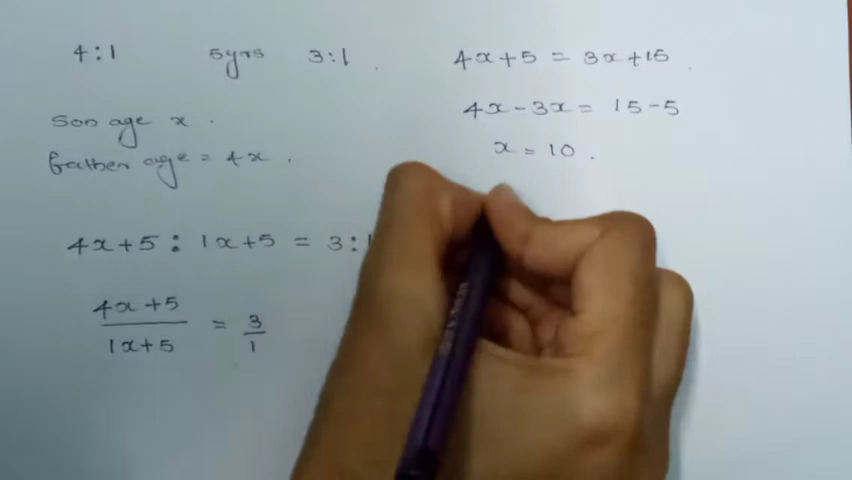 4:1 5yrs 3:1 .
Son age x .
father age = 4x .
4x+5 : 1x+5 = 3:1
4x+5
1x+5
= 3
1
4x+5 = 3x+15 .
4x-3x = 15-5
x = 10 .